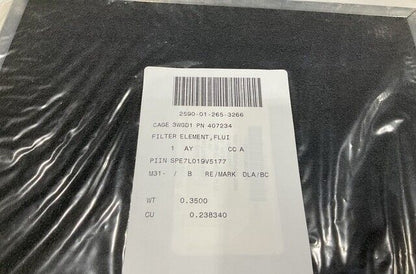 2590-01-265-3266
CAGE 3WGD1 PN 407234
FILTER ELEMENT,FLUI
1 AY CC A
PIIN SPE7L019V5177
M31- / B RE/MARK DLA/BC
WT 0.3500
CU 0.238340